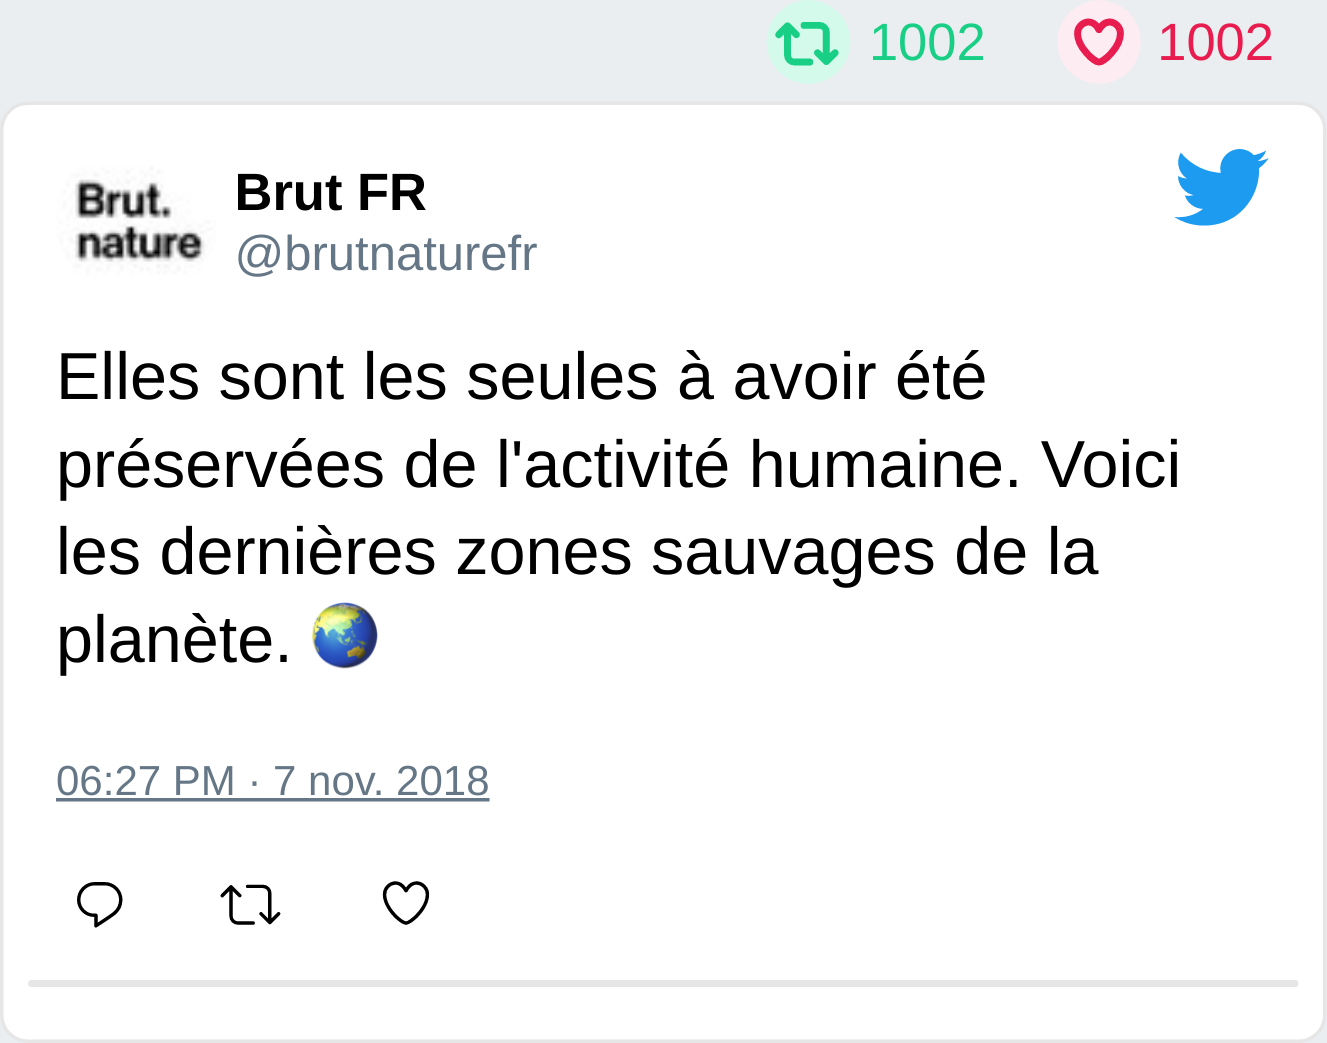 1002 1002
Brut.
nature
Brut FR
@brutnaturefr
Elles sont les seules à avoir été
préservées de l'activité humaine. Voici
les dernières zones sauvages de la
planète. 🌏
06:27 PM · 7 nov. 2018